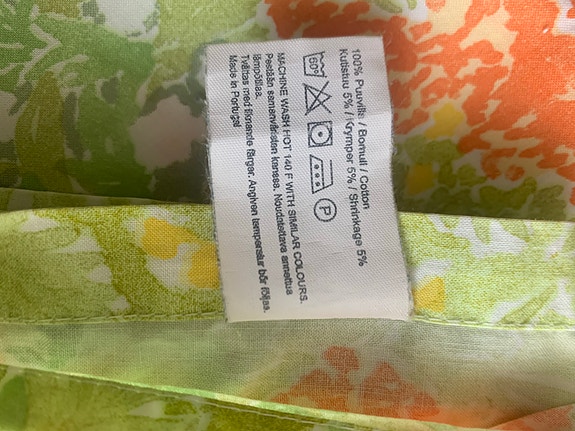 100% Puuvilla / Bomull / Cotton
Kutistuu 5% / Krymper 5% / Shrinkage 5%
60°
P
MACHINE WASH HOT 140 F WITH SIMILAR COLOURS.
Pestään samanväristen kanssa. Noudatettava annettua
lämpötilaa.
Tvättas med liknande färger. Angiven temperatur bör följas.
Made in Portugal